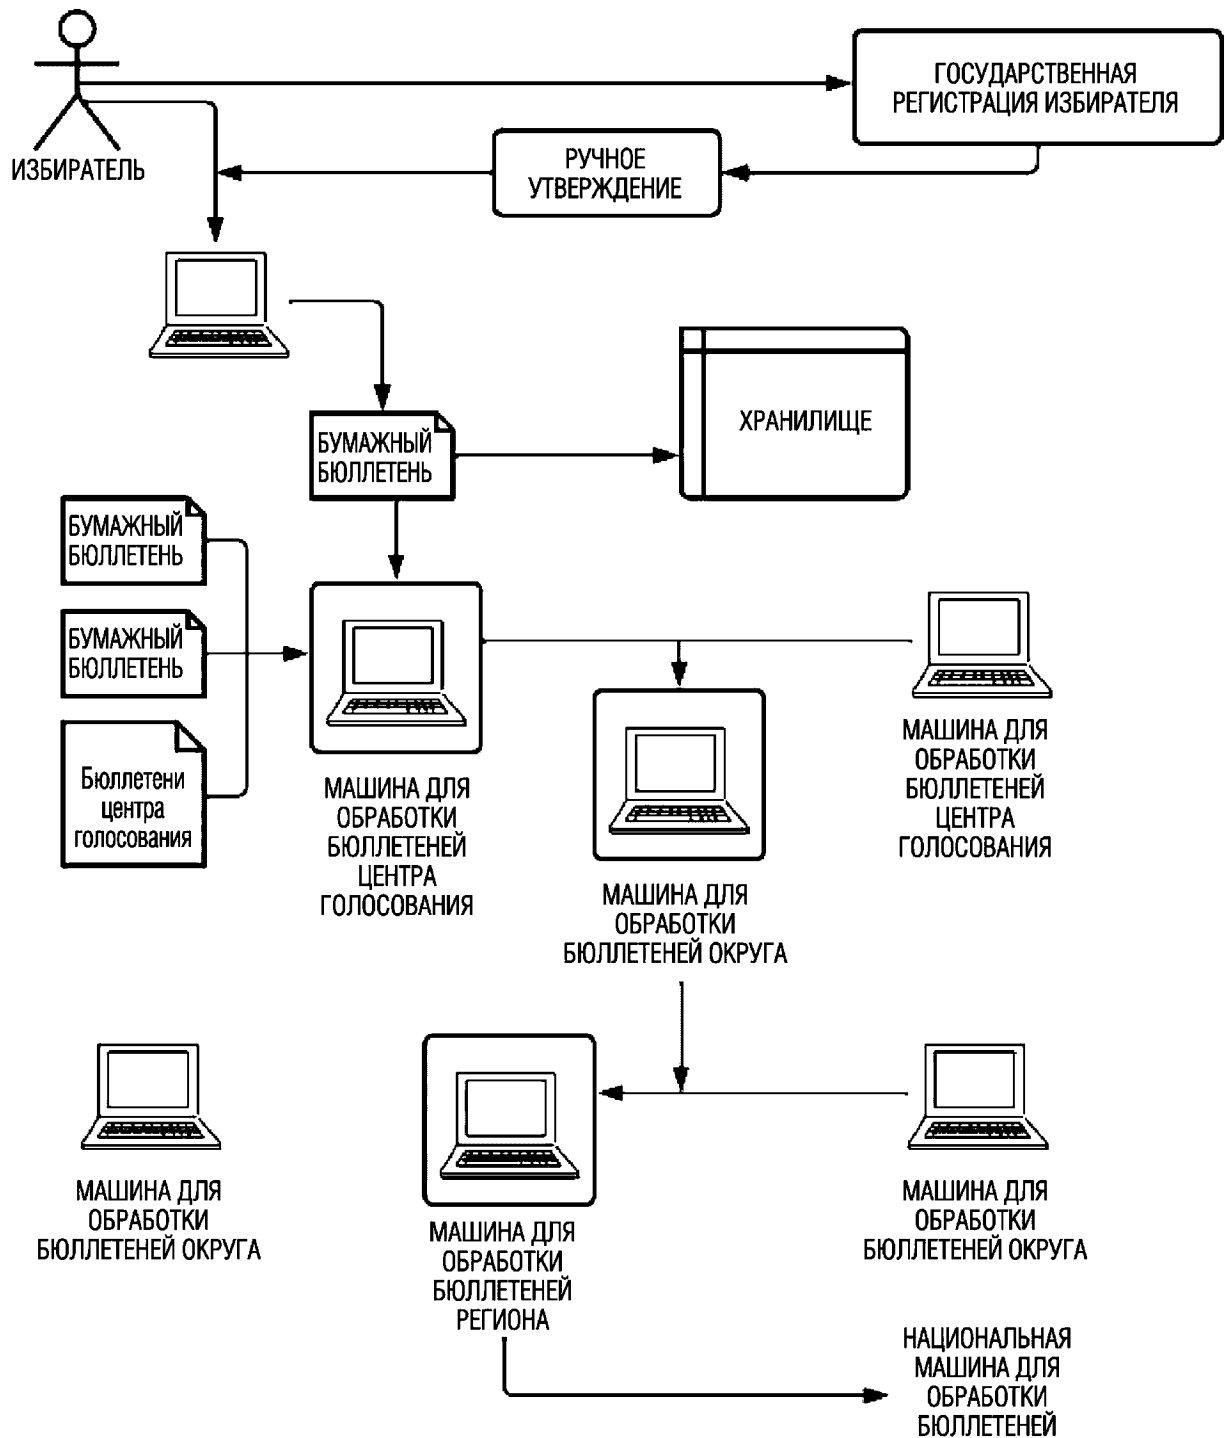 ГОСУДАРСТВЕННАЯ
РЕГИСТРАЦИЯ ИЗБИРАТЕЛЯ
ИЗБИРАТЕЛЬ
РУЧНОЕ
УТВЕРЖДЕНИЕ
ХРАНИЛИЩЕ
БУМАЖНЫЙ
БЮЛЛЕТЕНЬ
БУМАЖНЫЙ
БЮЛЛЕТЕНЬ
БУМАЖНЫЙ
БЮЛЛЕТЕНЬ
Бюллетени
центра
голосования
МАШИНА ДЛЯ
ОБРАБОТКИ
БЮЛЛЕТЕНЕЙ
ЦЕНТРА
ГОЛОСОВАНИЯ
МАШИНА ДЛЯ
ОБРАБОТКИ
БЮЛЛЕТЕНЕЙ ОКРУГА
МАШИНА ДЛЯ
ОБРАБОТКИ
БЮЛЛЕТЕНЕЙ
ЦЕНТРА
ГОЛОСОВАНИЯ
МАШИНА ДЛЯ
ОБРАБОТКИ
БЮЛЛЕТЕНЕЙ ОКРУГА
МАШИНА ДЛЯ
ОБРАБОТКИ
БЮЛЛЕТЕНЕЙ
РЕГИОНА
МАШИНА ДЛЯ
ОБРАБОТКИ
БЮЛЛЕТЕНЕЙ ОКРУГА
НАЦИОНАЛЬНАЯ
МАШИНА ДЛЯ
ОБРАБОТКИ
БЮЛЛЕТЕНЕЙ